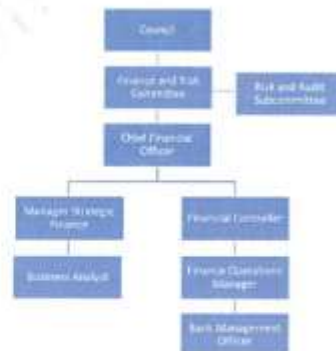 Council
Finance and Risk
Committee
Risk and Audit
Subcommittee
Chief Financial
Officer
Manager Strategic
Finance
Financial Controller
Business Analyst
Finance Operations
Manager
Bank Management
Officer